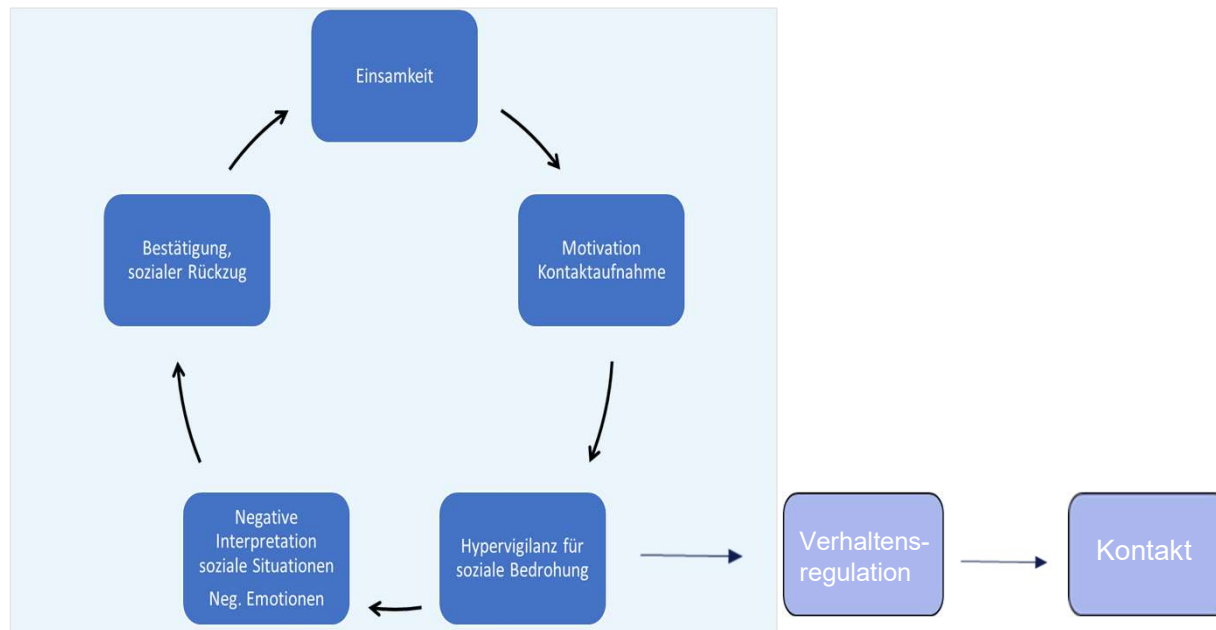 Einsamkeit
Motivation
Kontaktaufnahme
Hypervigilanz für
soziale Bedrohung
Negative
Interpretation
soziale Situationen
Neg. Emotionen
Bestätigung,
sozialer Rückzug
Verhaltens-
regulation
Kontakt